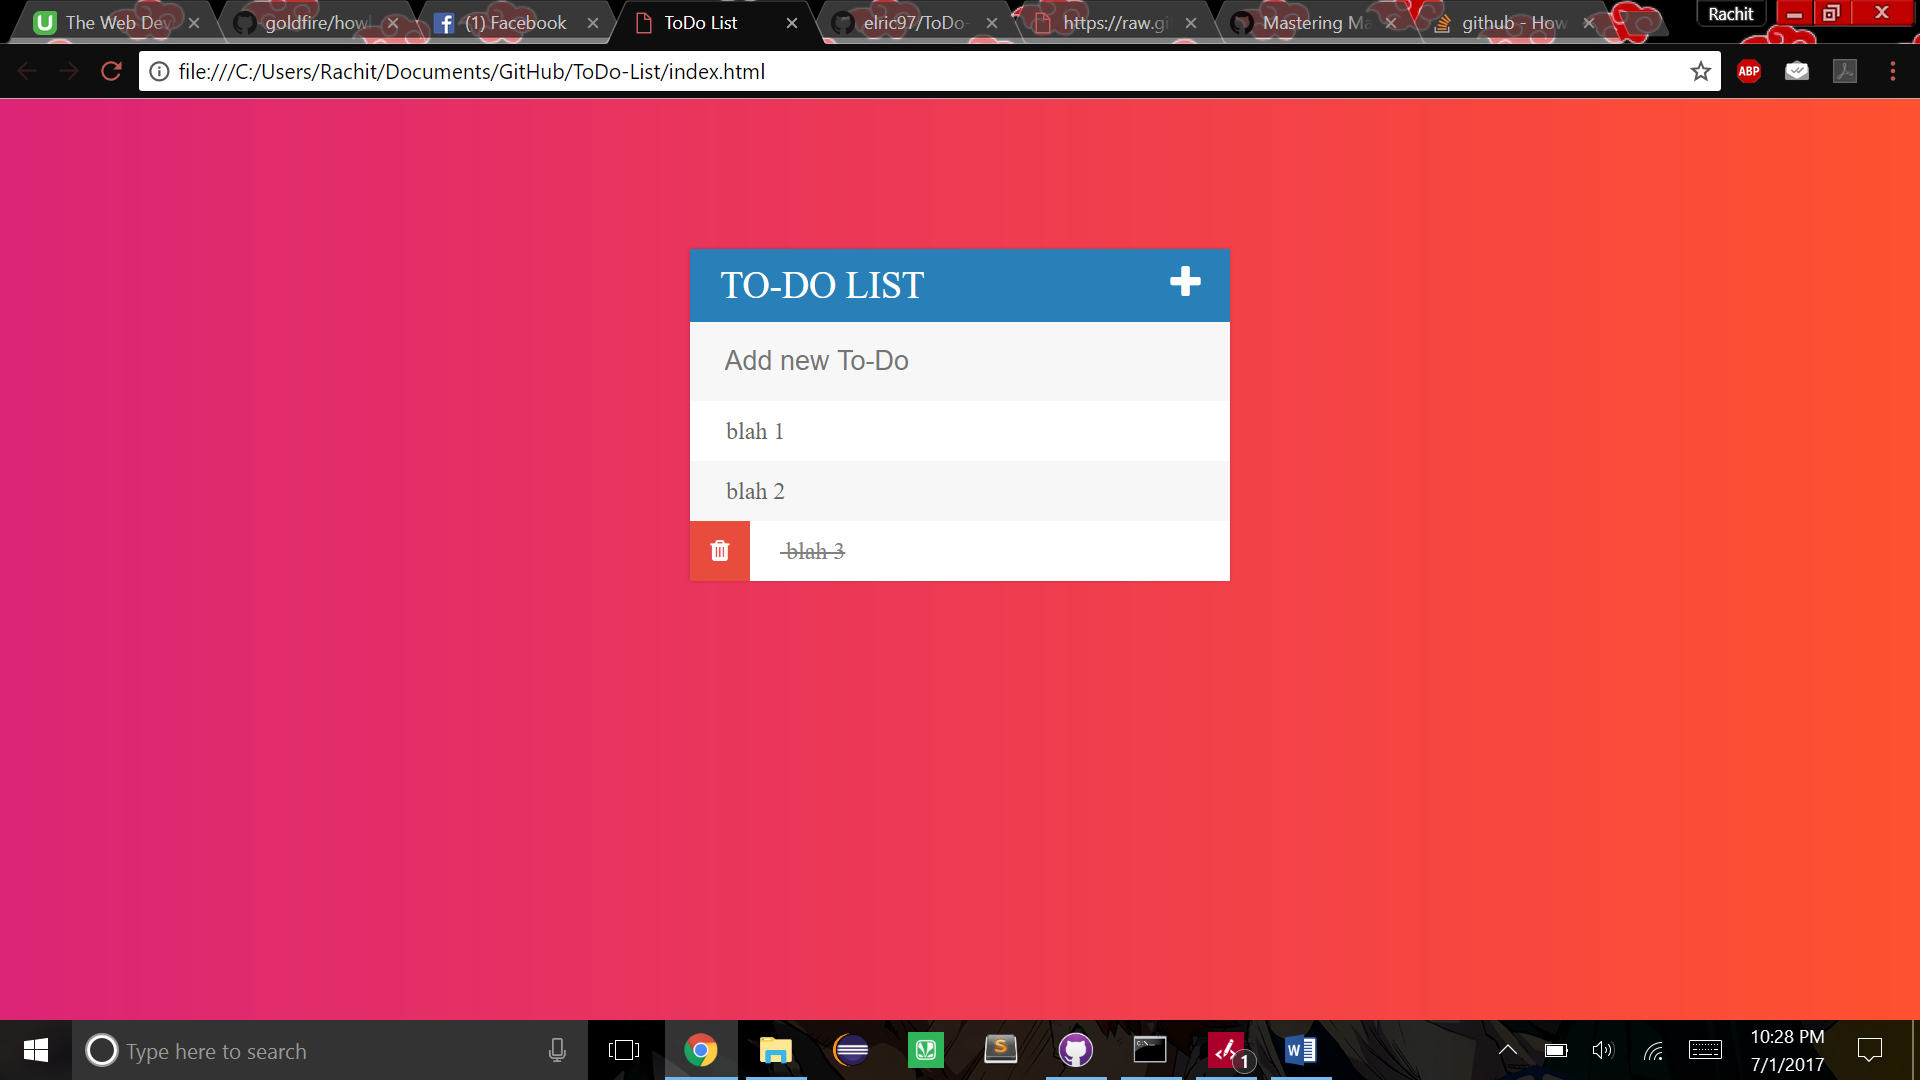 The Web Dev
goldfire/how
(1) Facebook
ToDo List
elric97/ToDo-
https://raw.gi
Mastering Ma
github - How
Rachit
file:///C:/Users/Rachit/Documents/GitHub/ToDo-List/index.html
ABP
TO-DO LIST
Add new To-Do
blah 1
blah 2
blah 3
Type here to search
1
10:28 PM
7/1/2017